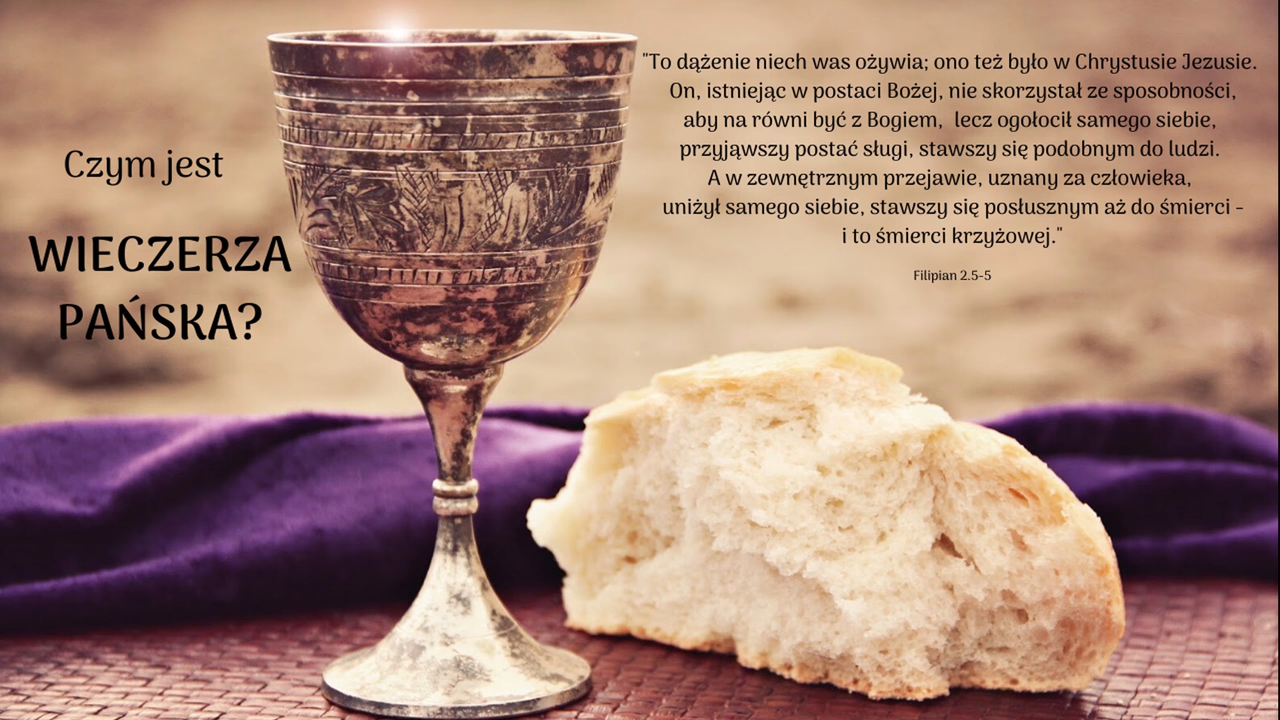 Czym jest
WIECZERZA
PAŃSKA?
"To dążenie niech was ożywia; ono też było w Chrystusie Jezusie.
On, istniejąc w postaci Bożej, nie skorzystał ze sposobności,
aby na równi być z Bogiem, lecz ogołocił samego siebie,
przyjąwszy postać sługi, stawszy się podobnym do ludzi.
A w zewnętrznym przejawie, uznany za człowieka,
uniżył samego siebie, stawszy się posłusznym aż do śmierci -
i to śmierci krzyżowej."
Filipian 2.5-5